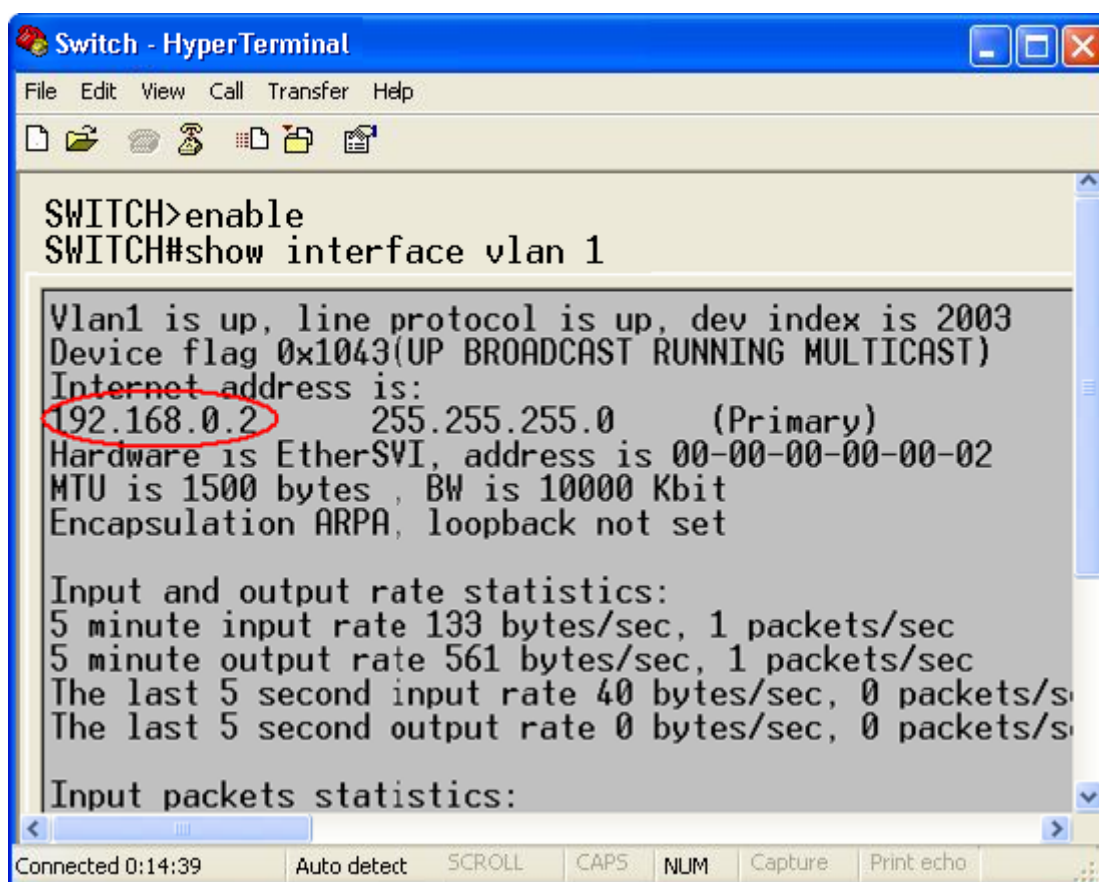 Switch - HyperTerminal
File Edit View Call Transfer Help
SWITCH>enable
SWITCH#show interface vlan 1
Vlan1 is up, line protocol is up, dev index is 2003
Device flag 0x1043(UP BROADCAST RUNNING MULTICAST)
Internet address is:
192.168.0.2 255.255.255.0 (Primary)
Hardware is EtherSVI, address is 00-00-00-00-00-02
MTU is 1500 bytes , BW is 10000 Kbit
Encapsulation ARPA, loopback not set
Input and output rate statistics:
5 minute input rate 133 bytes/sec, 1 packets/sec
5 minute output rate 561 bytes/sec, 1 packets/sec
The last 5 second input rate 40 bytes/sec, 0 packets/s
The last 5 second output rate 0 bytes/sec, 0 packets/s
Input packets statistics:
Connected 0:14:39 Auto detect SCROLL CAPS NUM Capture Print echo